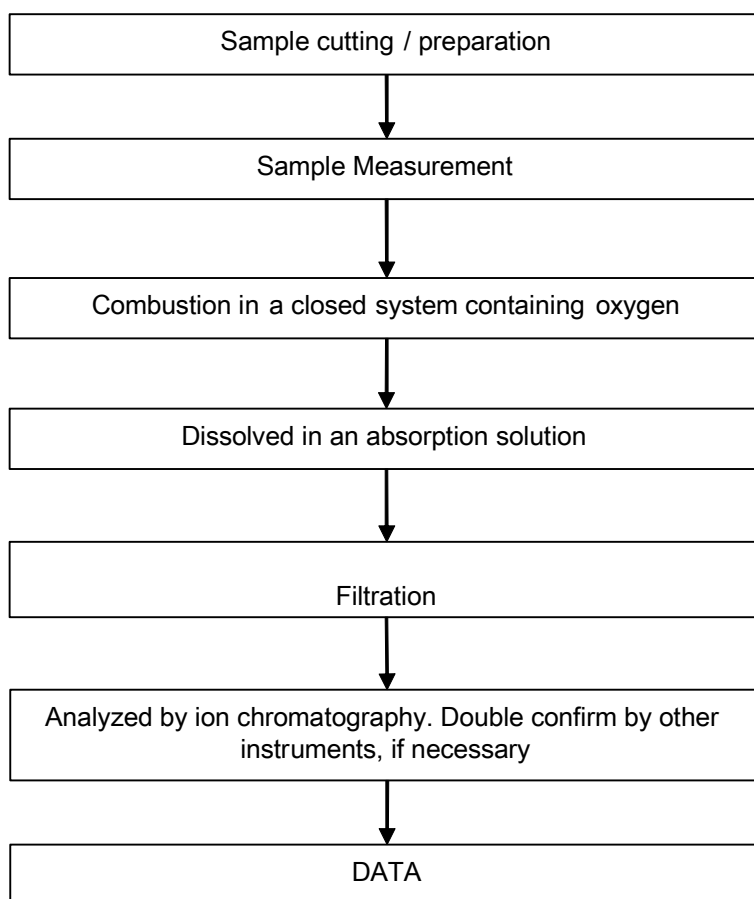 Sample cutting / preparation
Sample Measurement
Combustion in a closed system containing oxygen
Dissolved in an absorption solution
Filtration
Analyzed by ion chromatography. Double confirm by other
instruments, if necessary
DATA